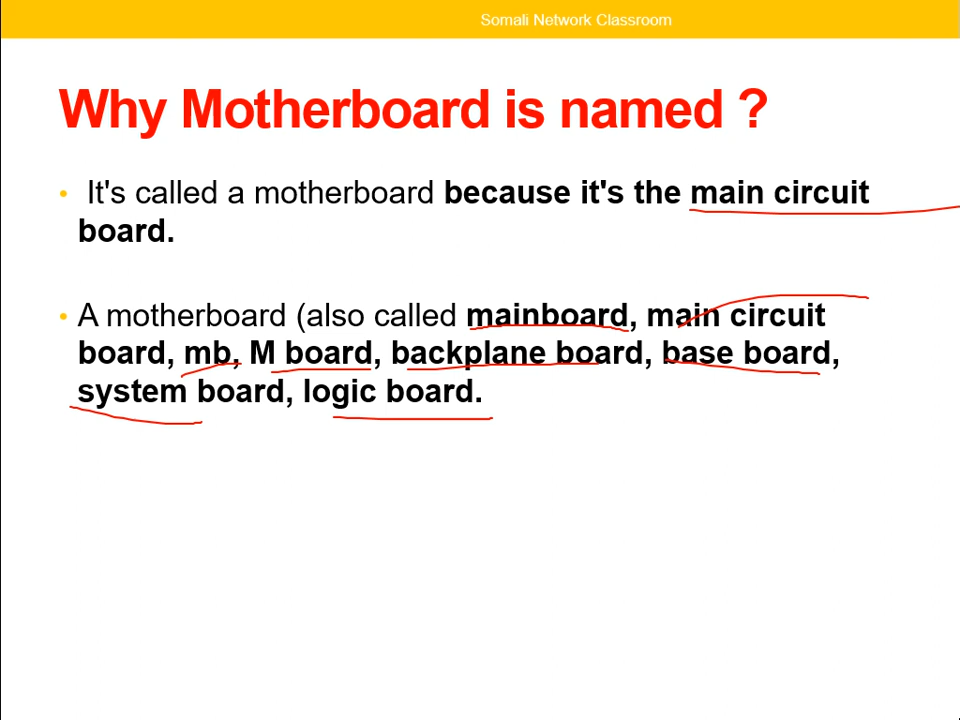 Somali Network Classroom
Why Motherboard is named ?
• It's called a motherboard because it's the main circuit
board.
• A motherboard (also called mainboard, main circuit
board, mb, M board, backplane board, base board,
system board, logic board.